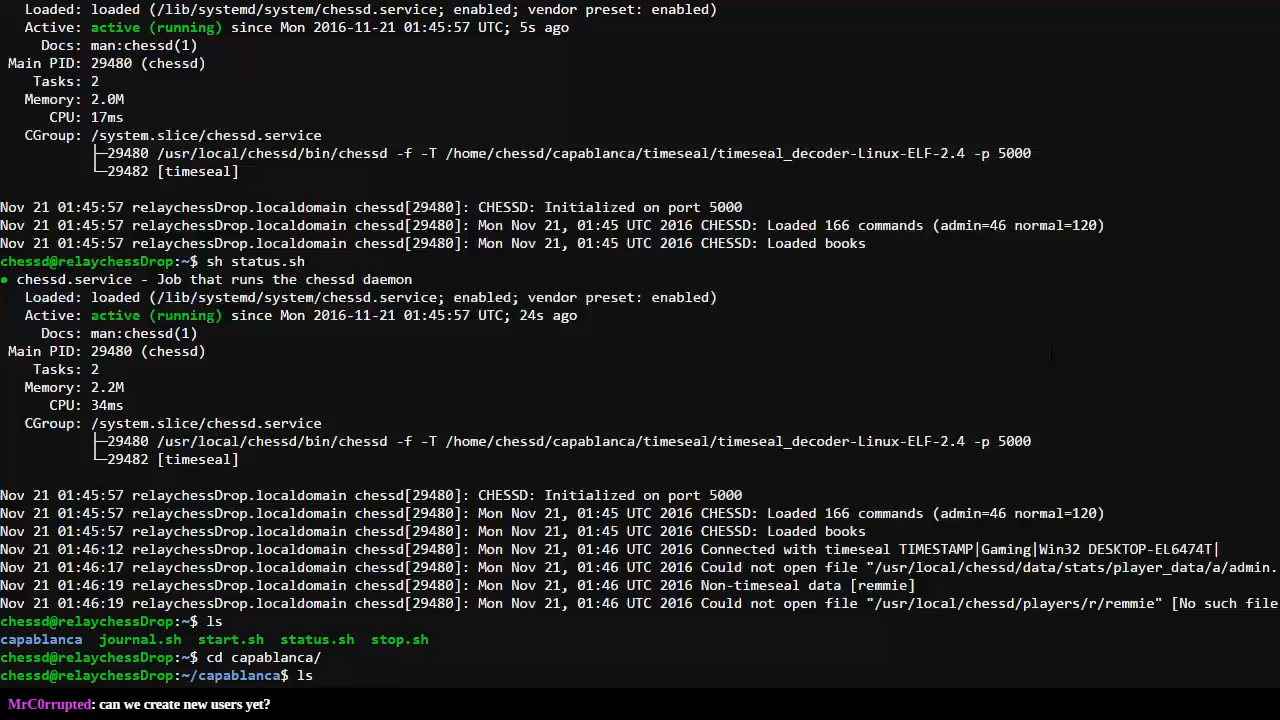 Loaded: loaded (/lib/systemd/system/chessd.service; enabled; vendor preset: enabled)
Active: active (running) since Mon 2016-11-21 01:45:57 UTC; 5s ago
Docs: man:chessd(1)
Main PID: 29480 (chessd)
Tasks: 2
Memory: 2.0M
CPU: 17ms
CGroup: /system.slice/chessd.service
├─29480 /usr/local/chessd/bin/chessd -f -T /home/chessd/capablanca/timeseal/timeseal_decoder-Linux-ELF-2.4 -p 5000
└─29482 [timeseal]
Nov 21 01:45:57 relaychessDrop.localdomain chessd[29480]: CHESSD: Initialized on port 5000
Nov 21 01:45:57 relaychessDrop.localdomain chessd[29480]: Mon Nov 21, 01:45 UTC 2016 CHESSD: Loaded 166 commands (admin=46 normal=120)
Nov 21 01:45:57 relaychessDrop.localdomain chessd[29480]: Mon Nov 21, 01:45 UTC 2016 CHESSD: Loaded books
chessd@relaychessDrop:~$ sh status.sh
● chessd.service - Job that runs the chessd daemon
Loaded: loaded (/lib/systemd/system/chessd.service; enabled; vendor preset: enabled)
Active: active (running) since Mon 2016-11-21 01:45:57 UTC; 24s ago
Docs: man:chessd(1)
Main PID: 29480 (chessd)
Tasks: 2
Memory: 2.2M
CPU: 34ms
CGroup: /system.slice/chessd.service
├─29480 /usr/local/chessd/bin/chessd -f -T /home/chessd/capablanca/timeseal/timeseal_decoder-Linux-ELF-2.4 -p 5000
└─29482 [timeseal]
Nov 21 01:45:57 relaychessDrop.localdomain chessd[29480]: CHESSD: Initialized on port 5000
Nov 21 01:45:57 relaychessDrop.localdomain chessd[29480]: Mon Nov 21, 01:45 UTC 2016 CHESSD: Loaded 166 commands (admin=46 normal=120)
Nov 21 01:45:57 relaychessDrop.localdomain chessd[29480]: Mon Nov 21, 01:45 UTC 2016 CHESSD: Loaded books
Nov 21 01:46:12 relaychessDrop.localdomain chessd[29480]: Mon Nov 21, 01:46 UTC 2016 Connected with timeseal TIMESTAMP|Gaming|Win32 DESKTOP-EL6474T|
Nov 21 01:46:17 relaychessDrop.localdomain chessd[29480]: Mon Nov 21, 01:46 UTC 2016 Could not open file "/usr/local/chessd/data/stats/player_data/a/admin.
Nov 21 01:46:19 relaychessDrop.localdomain chessd[29480]: Mon Nov 21, 01:46 UTC 2016 Non-timeseal data [remmie]
Nov 21 01:46:19 relaychessDrop.localdomain chessd[29480]: Mon Nov 21, 01:46 UTC 2016 Could not open file "/usr/local/chessd/players/r/remmie" [No such file
chessd@relaychessDrop:~$ ls
capablanca journal.sh start.sh status.sh stop.sh
chessd@relaychessDrop:~$ cd capablanca/
chessd@relaychessDrop:~/capablanca$ ls
MrC0rrupted: can we create new users yet?